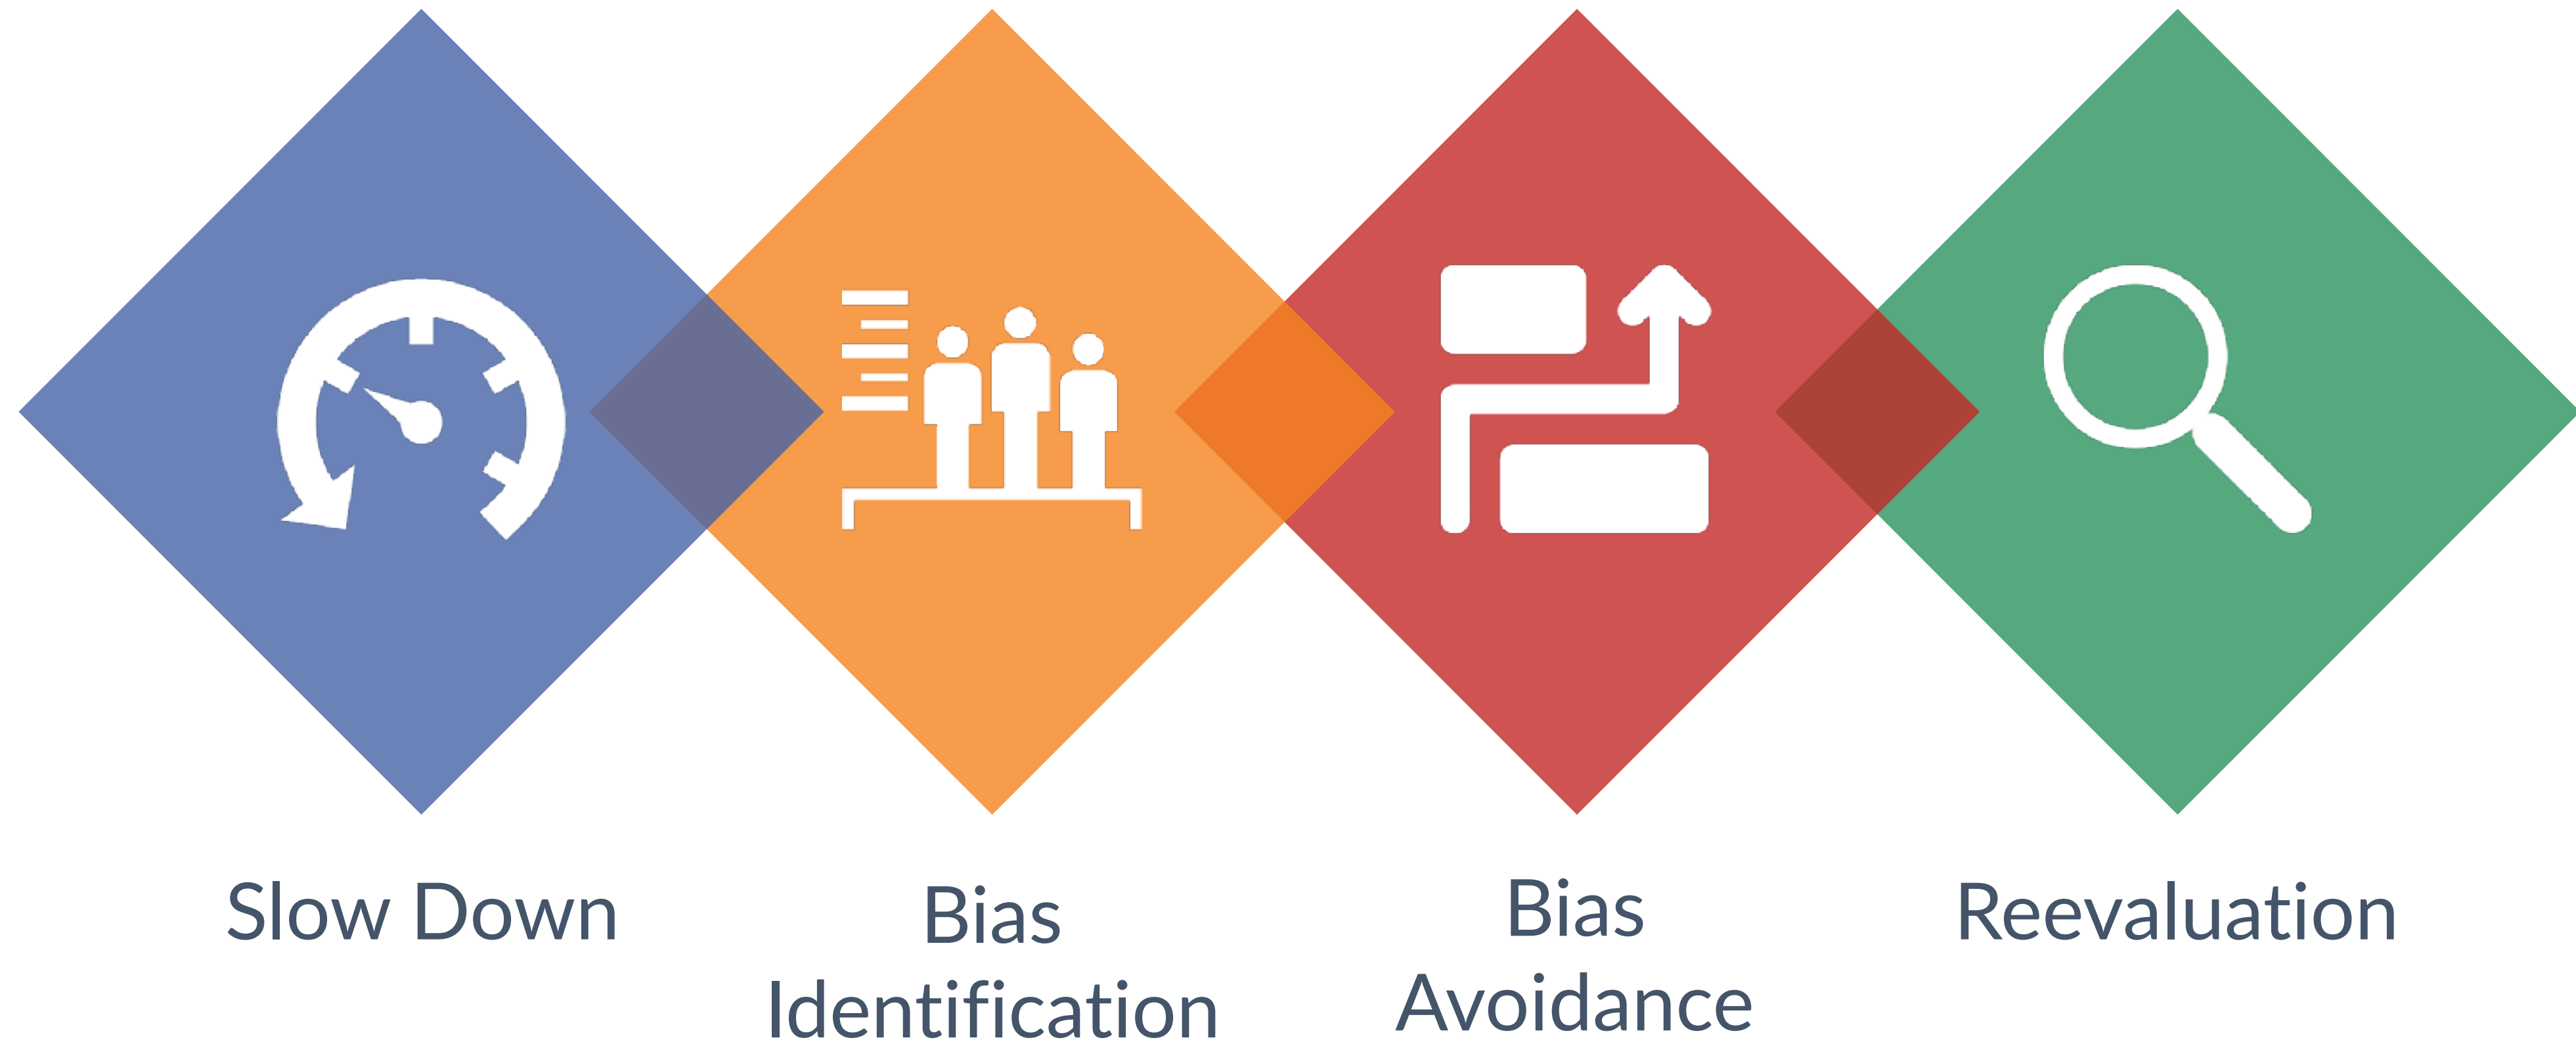 Slow Down
Bias
Identification
Bias
Avoidance
Reevaluation